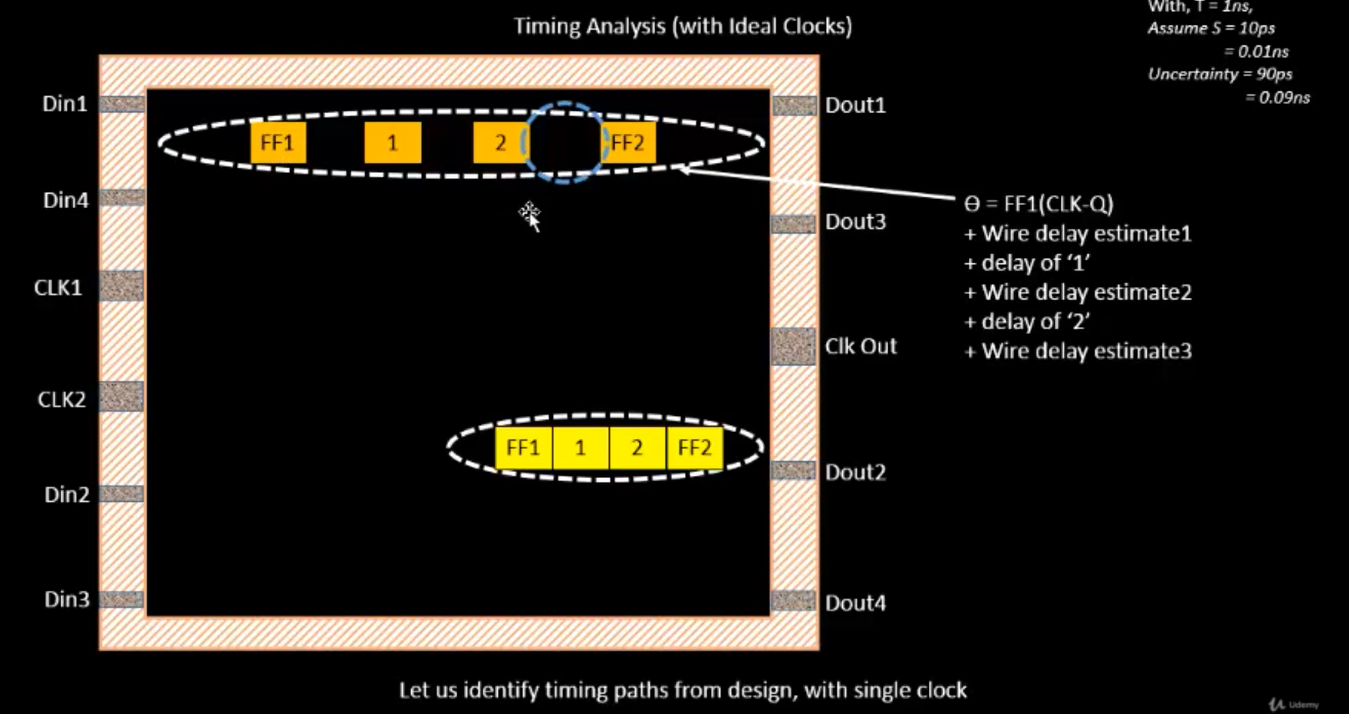 Timing Analysis (with Ideal Clocks)
With, T = 1ns,
Assume S = 10ps
= 0.01ns
Uncertainty = 90ps
= 0.09ns
Din1
Din4
CLK1
CLK2
Din2
Din3
FF1 1 2 FF2
FF1 1 2 FF2
Dout1
Dout3
Clk Out
Dout2
Dout4
Ө = FF1(CLK-Q)
+ Wire delay estimate1
+ delay of ‘1’
+ Wire delay estimate2
+ delay of ‘2’
+ Wire delay estimate3
Let us identify timing paths from design, with single clock
Udemy